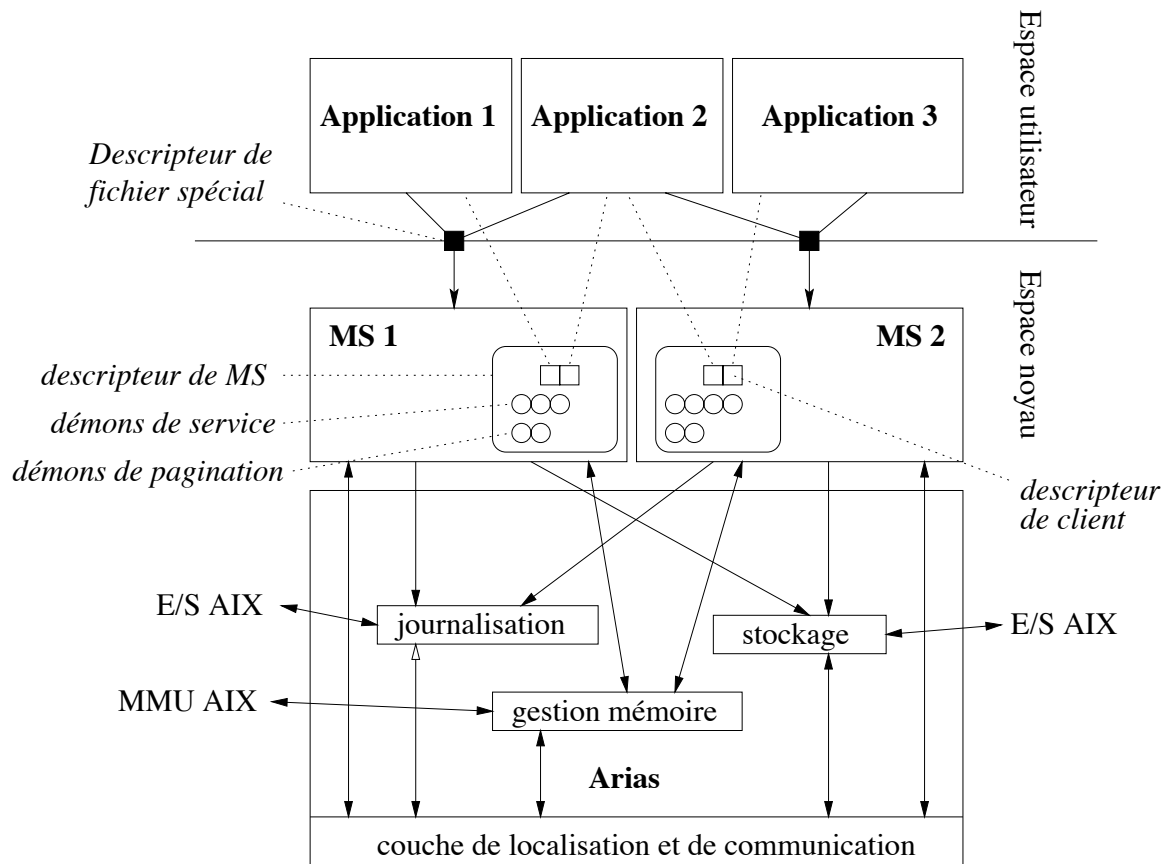 Espace utilisateur
Application 1
Application 2
Application 3
Descripteur de
fichier spécial
Espace noyau
MS 1
MS 2
descripteur de MS
démons de service
démons de pagination
descripteur
de client
E/S AIX
journalisation
stockage
E/S AIX
MMU AIX
gestion mémoire
Arias
couche de localisation et de communication